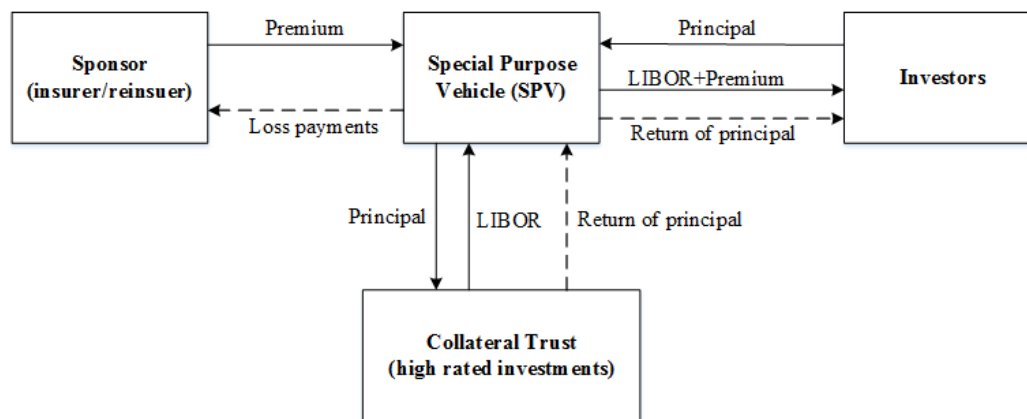 Premium
Principal
Sponsor
(insurer/reinsuer)
Special Purpose
Vehicle (SPV)
Investors
LIBOR+Premium
Loss payments
Return of principal
Principal
LIBOR
Return of principal
Collateral Trust
(high rated investments)